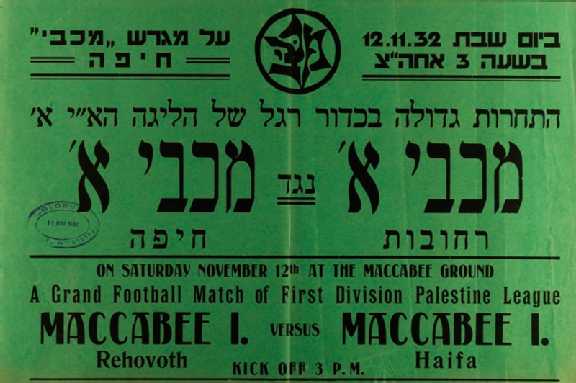 ביום שבת 12.11.32
בשעה 3 אחה"צ
על מגרש „מכבי"
חיפה
התחרות גדולה בכדור רגל של הליגה הא"י א'
מכבי א' נגד מכבי א'
רחובות חיפה
ON SATURDAY NOVEMBER 12th AT THE MACCABEE GROUND
A Grand Football Match of First Division Palestine League
MACCABEE I. VERSUS MACCABEE I.
Rehovoth Haifa
KICK OFF 3 P.M.